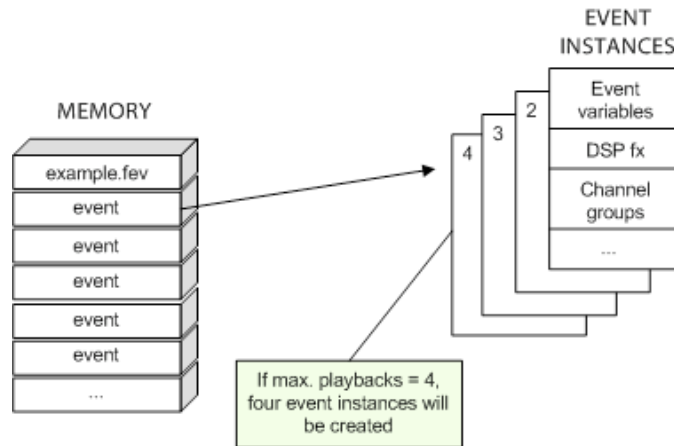 MEMORY
example.fev
event
event
event
event
event
...
EVENT
INSTANCES
4
3
2
Event
variables
DSP fx
Channel
groups
...
If max. playbacks = 4,
four event instances will
be created